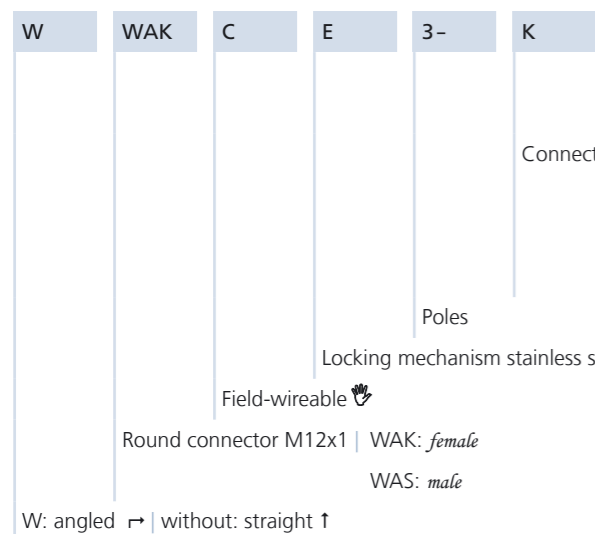 W WAK C E 3- K
Connect
Poles
Locking mechanism stainless s
Field-wireable
Round connector M12x1 | WAK: female
WAS: male
W: angled ↱ | without: straight ↑